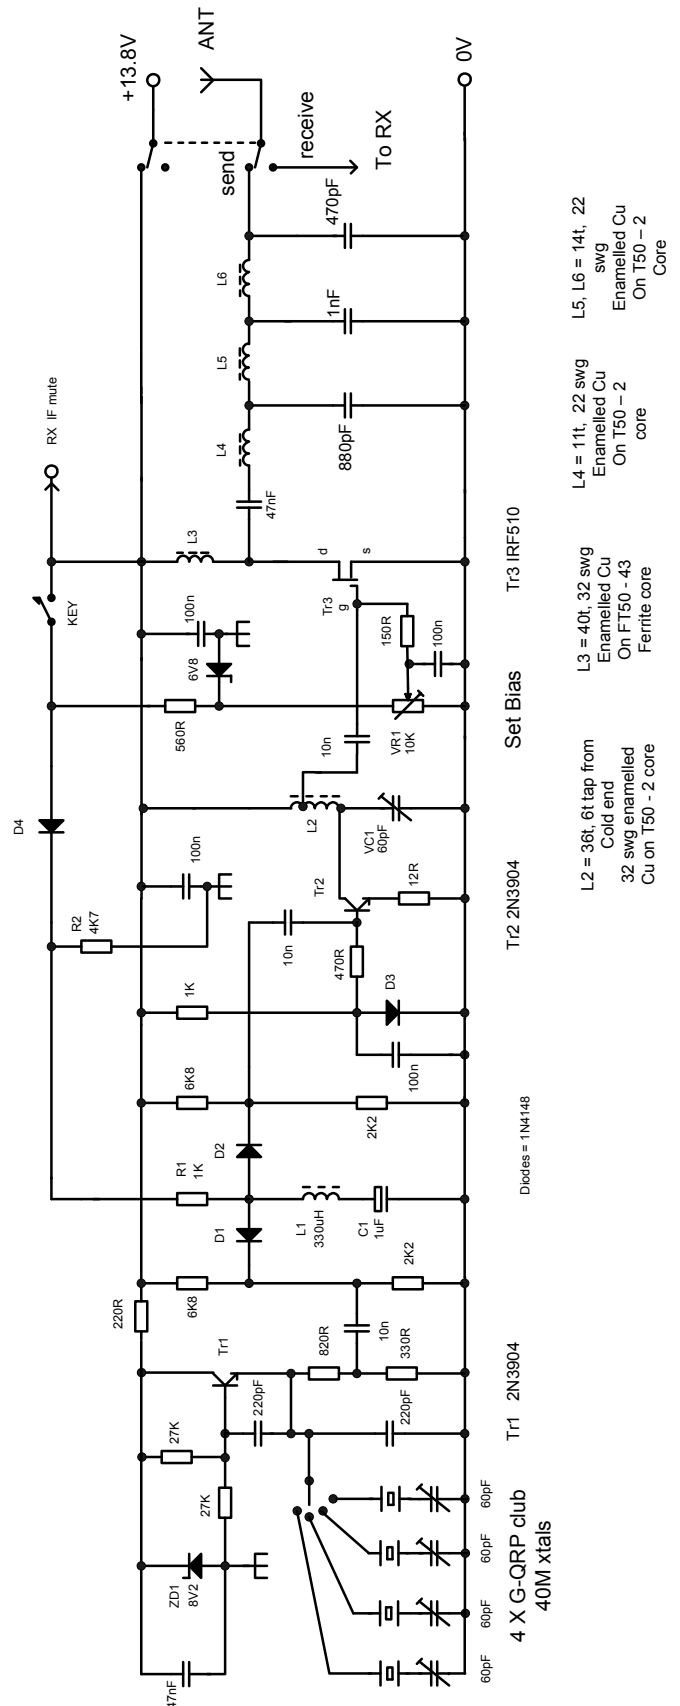 47nF
ZD1
8V2
27K
27K
220R
Tr1
220pF
820R
10n
330R
220pF
60pF
60pF
60pF
60pF
4 X G-QRP club
40M xtals
Tr1 2N3904
6K8
D1
2K2
R1
1K
L1
330uH
C1
1uF
D2
6K8
2K2
Diodes = 1N4148
1K
100n
D3
470R
10n
Tr2
12R
Tr2 2N3904
R2
4K7
100n
D4
L2
VC1
60pF
10n
560R
6V8
100n
VR1
10K
Set Bias
150R
100n
KEY
RX IF mute
L3
Tr3
g
d
s
Tr3 IRF510
47nF
L4
880pF
L5
1nF
L6
470pF
send
receive
To RX
+13.8V
ANT
0V
L2 = 36t, 6t tap from
Cold end
32 swg enamelled
Cu on T50 - 2 core
L3 = 40t, 32 swg
Enamelled Cu
On FT50 - 43
Ferrite core
L4 = 11t, 22 swg
Enamelled Cu
On T50 – 2
core
L5, L6 = 14t, 22
swg
Enamelled Cu
On T50 – 2
Core